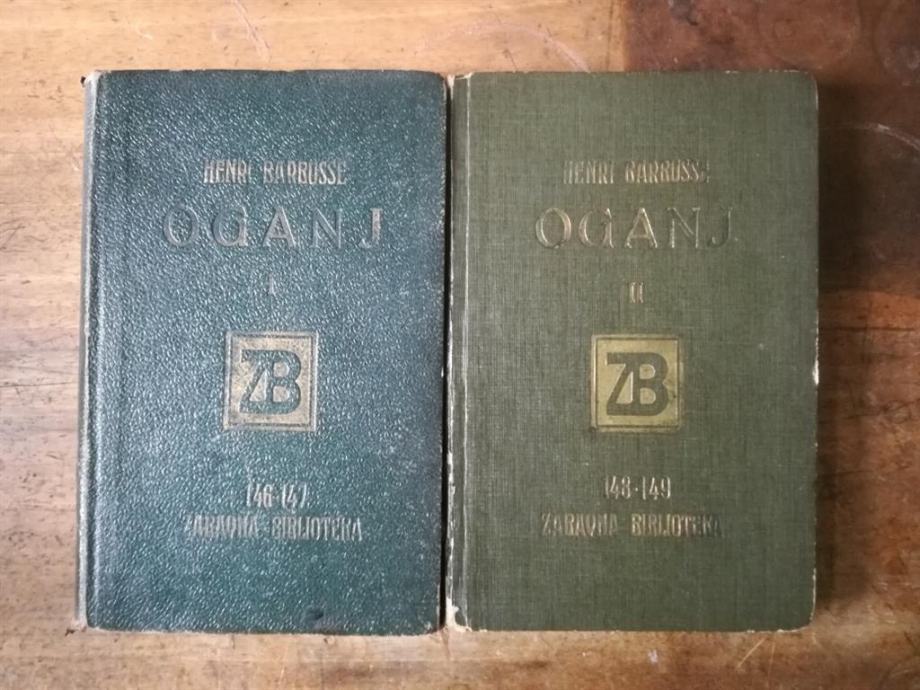 HENRI BARBUSSE
OGANJ
I
ZB
146-147
ZABAVNA-BIBLIOTEKA
HENRI BARBUSSE
OGANJ
II
ZB
148-149
ZABAVNA-BIBLIOTEKA